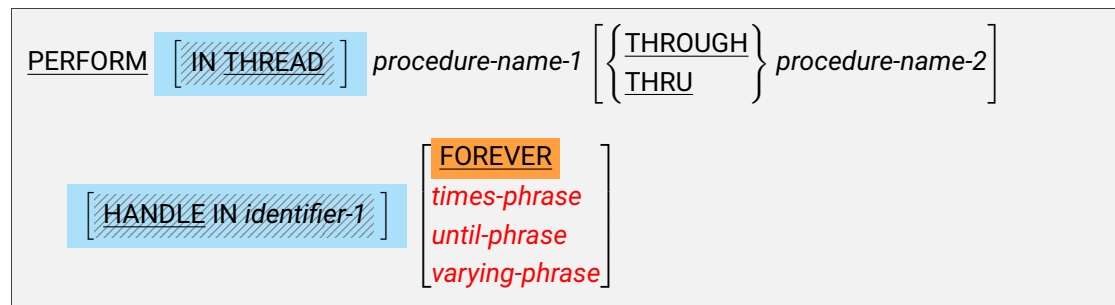 PERFORM [IN THREAD] procedure-name-1 [{THROUGH
THRU} procedure-name-2]
[HANDLE IN identifier-1] [FOREVER
times-phrase
until-phrase
varying-phrase]